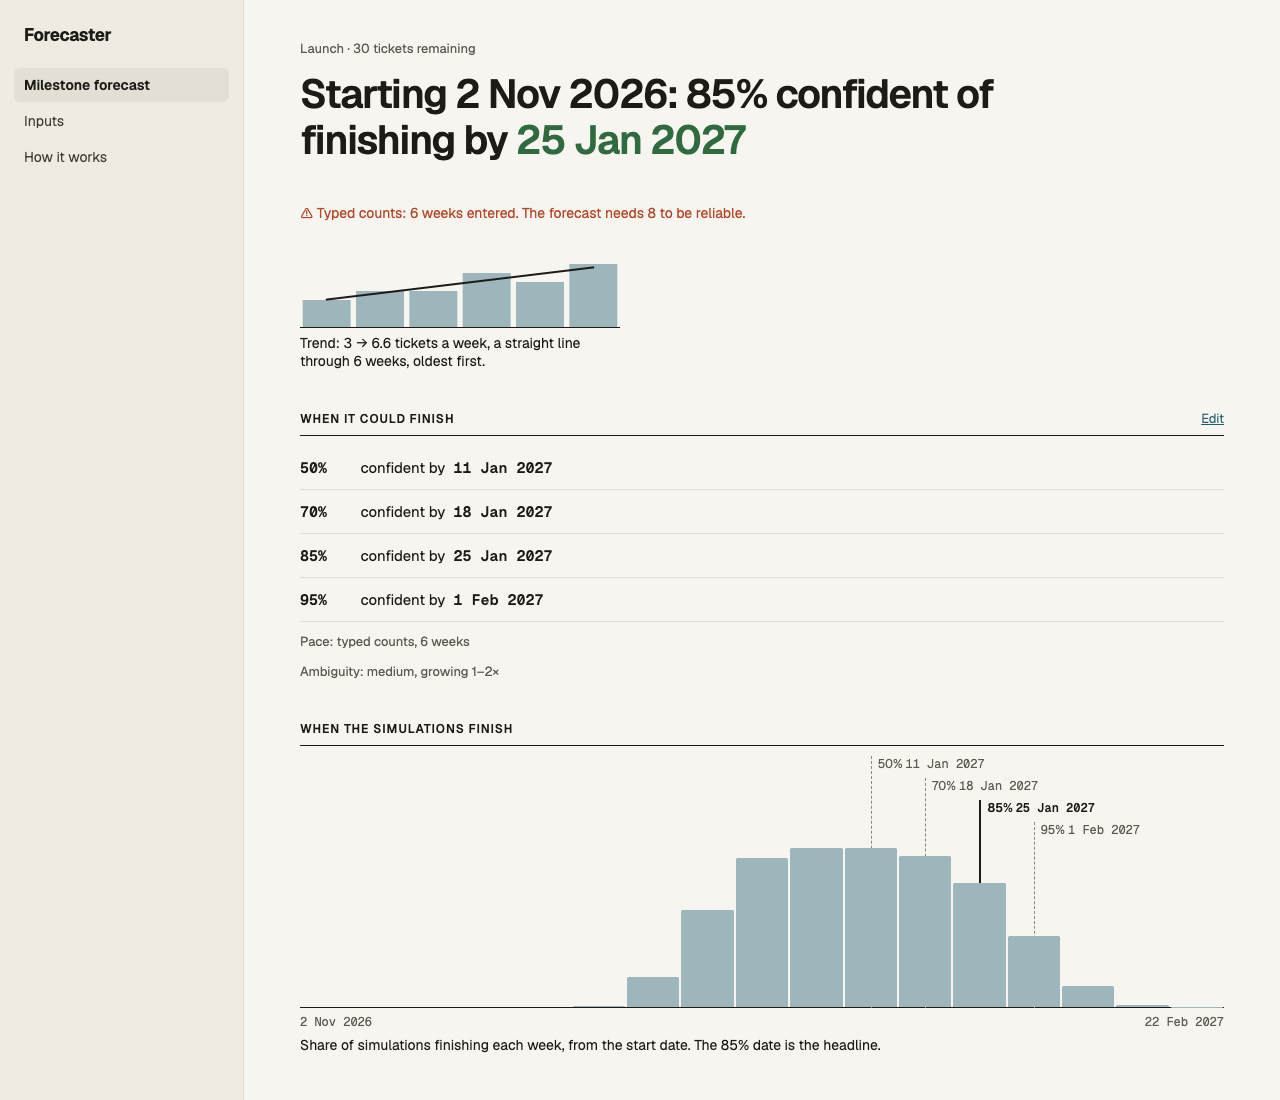 Forecaster
Milestone forecast
Inputs
How it works
Launch · 30 tickets remaining
Starting 2 Nov 2026: 85% confident of
finishing by 25 Jan 2027
⚠ Typed counts: 6 weeks entered. The forecast needs 8 to be reliable.
Trend: 3 → 6.6 tickets a week, a straight line
through 6 weeks, oldest first.
WHEN IT COULD FINISH
Edit
50% confident by 11 Jan 2027
70% confident by 18 Jan 2027
85% confident by 25 Jan 2027
95% confident by 1 Feb 2027
Pace: typed counts, 6 weeks
Ambiguity: medium, growing 1–2×
WHEN THE SIMULATIONS FINISH
50% 11 Jan 2027
70% 18 Jan 2027
85% 25 Jan 2027
95% 1 Feb 2027
2 Nov 2026
22 Feb 2027
Share of simulations finishing each week, from the start date. The 85% date is the headline.